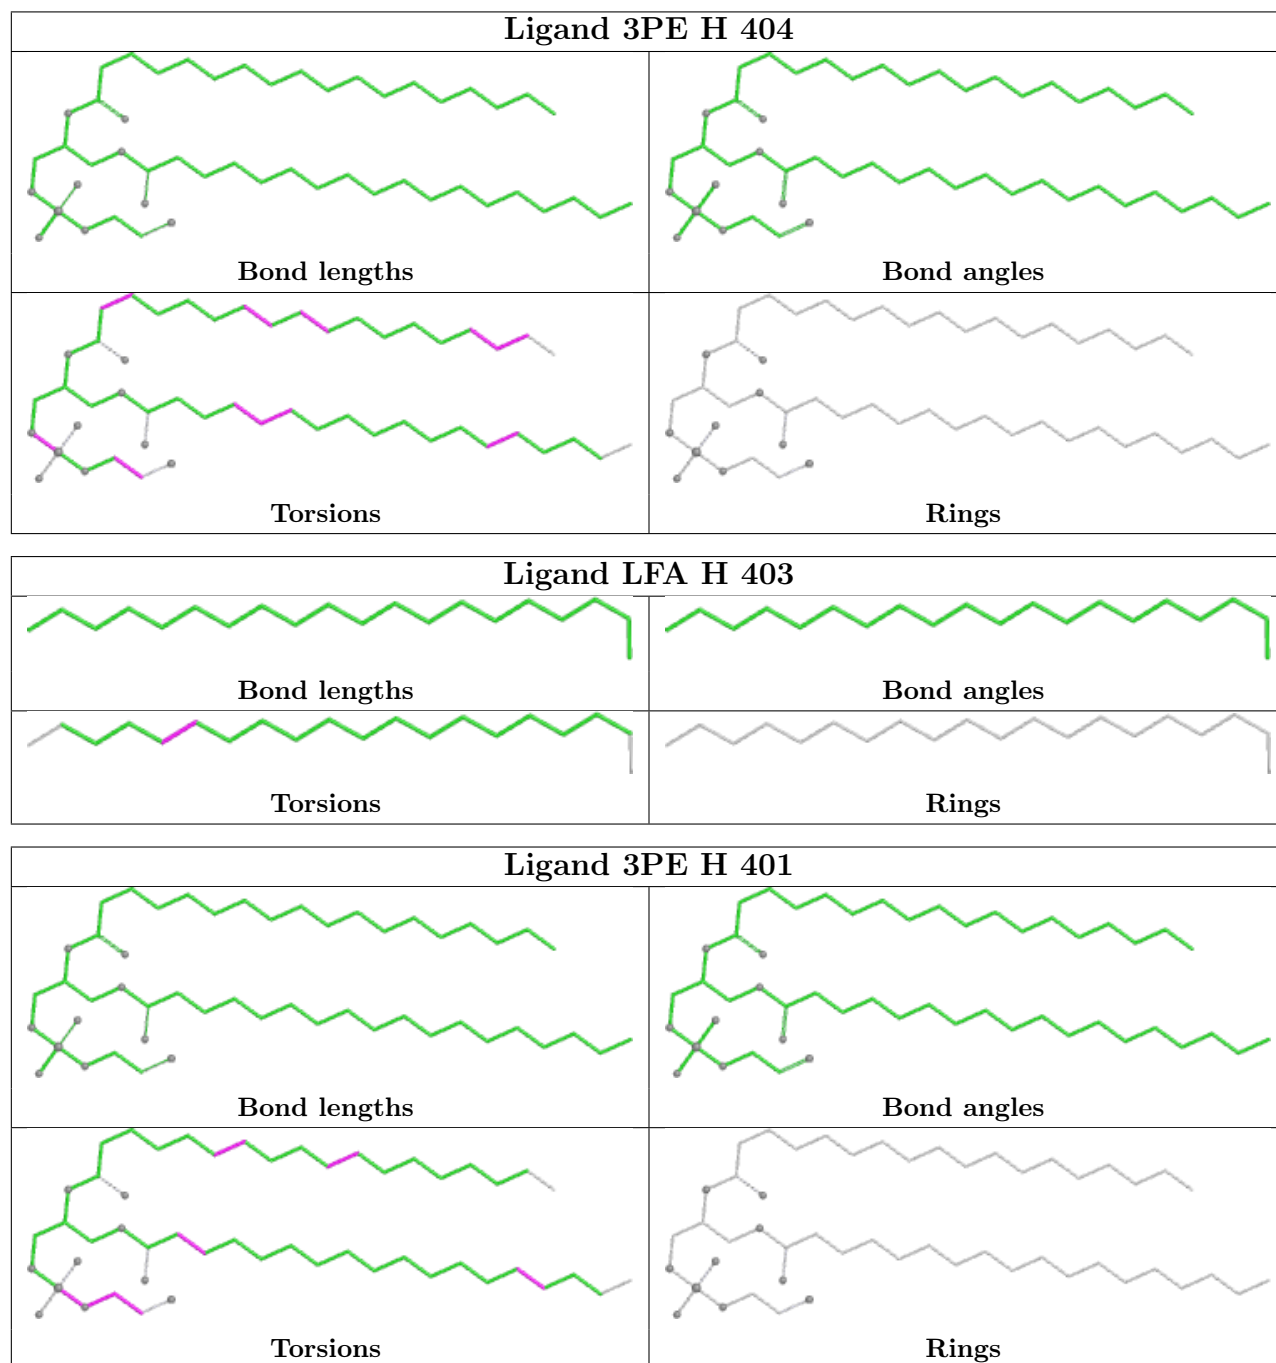 Ligand 3PE H 404
Bond lengths
Bond angles
Torsions
Rings
Ligand LFA H 403
Bond lengths
Bond angles
Torsions
Rings
Ligand 3PE H 401
Bond lengths
Bond angles
Torsions
Rings